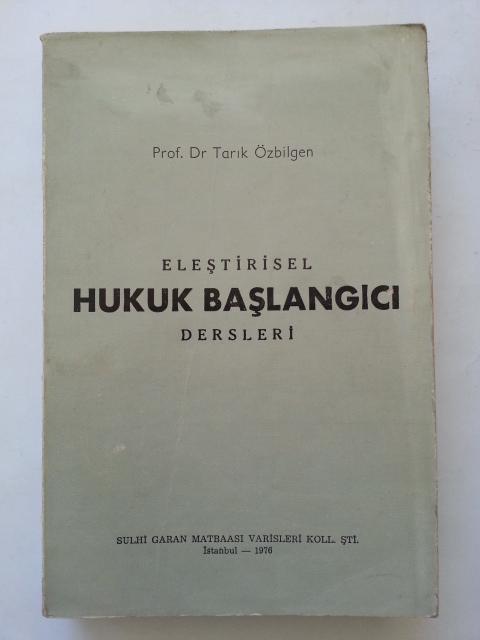 Prof. Dr Tarık Özbilgen
ELEŞTİRİSEL
HUKUK BAŞLANGICI
DERSLERİ
SULHİ GARAN MATBAASI VARİSLERİ KOLL. ŞTİ.
İstanbul — 1976